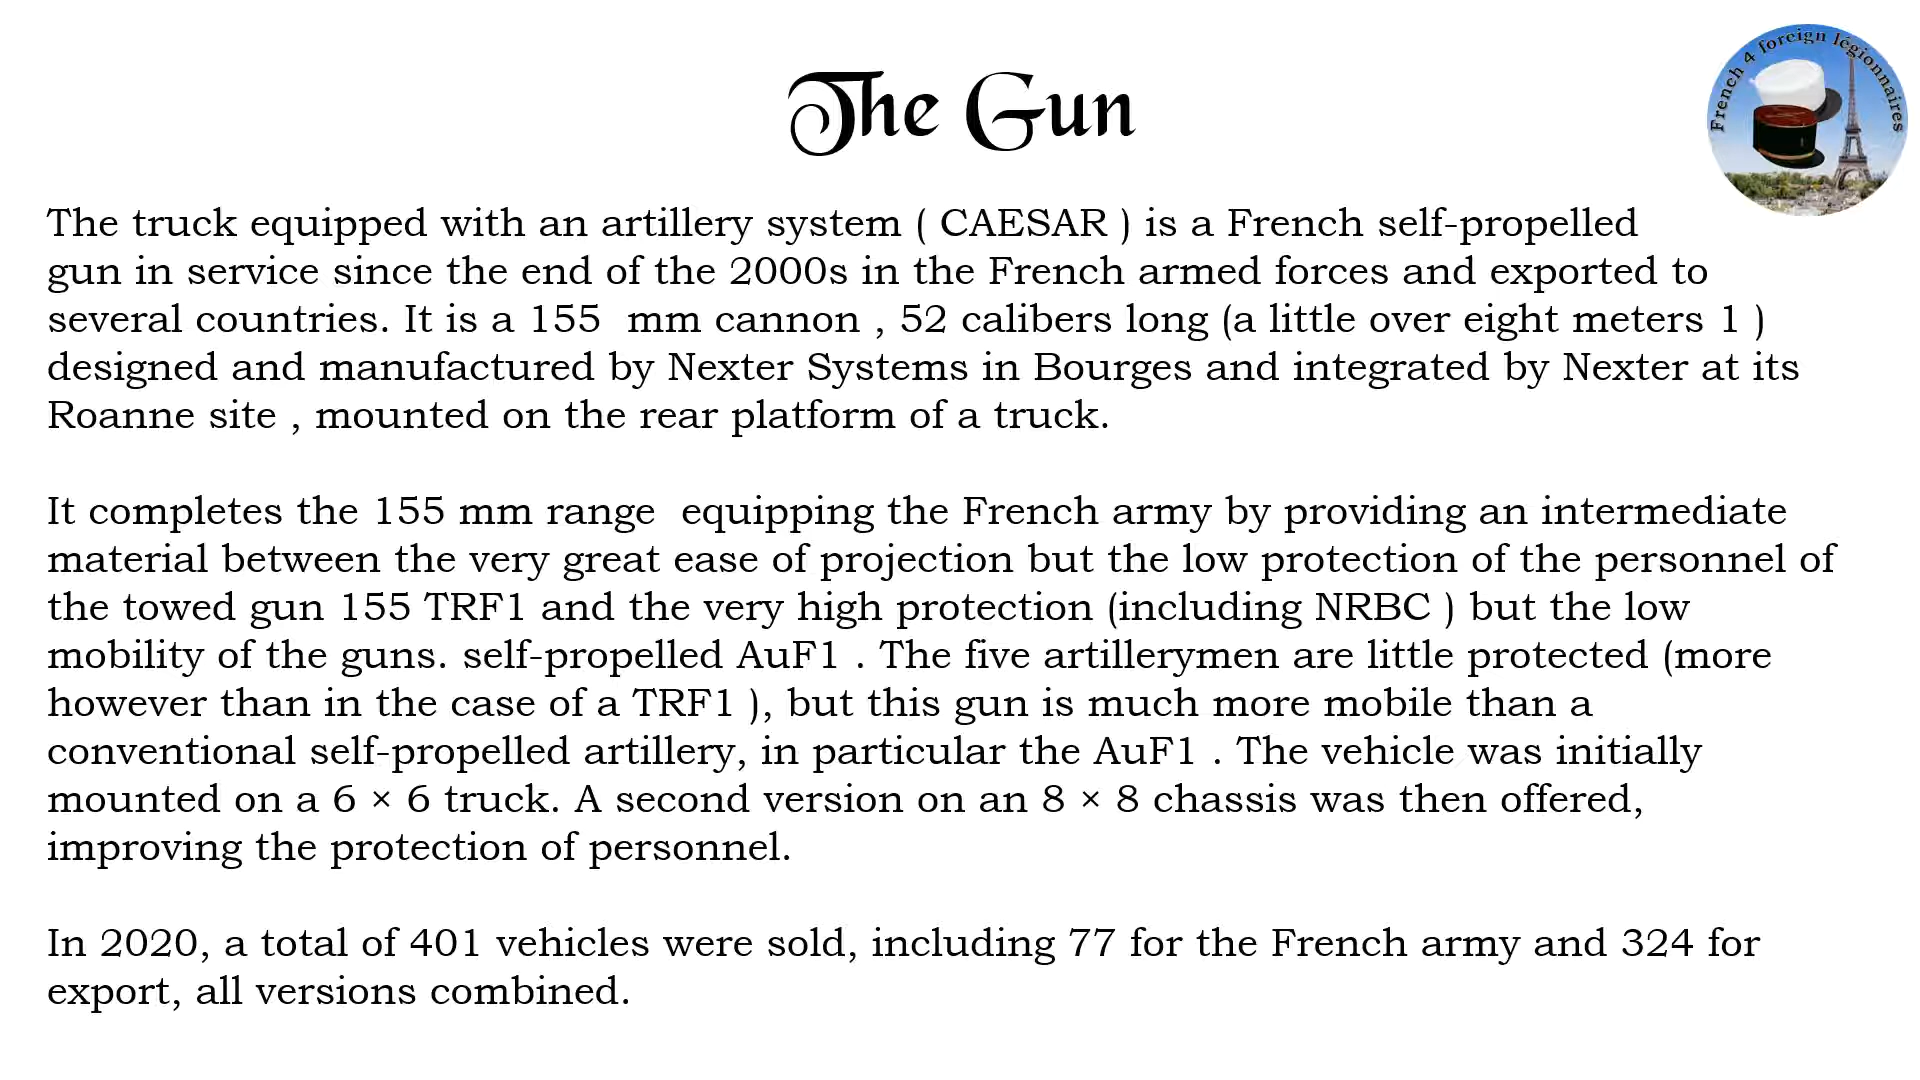 French 4 foreign légionnaires
The Gun
The truck equipped with an artillery system ( CAESAR ) is a French self-propelled
gun in service since the end of the 2000s in the French armed forces and exported to
several countries. It is a 155  mm cannon , 52 calibers long (a little over eight meters 1 )
designed and manufactured by Nexter Systems in Bourges and integrated by Nexter at its
Roanne site , mounted on the rear platform of a truck.
It completes the 155 mm range  equipping the French army by providing an intermediate
material between the very great ease of projection but the low protection of the personnel of
the towed gun 155 TRF1 and the very high protection (including NRBC ) but the low
mobility of the guns. self-propelled AuF1 . The five artillerymen are little protected (more
however than in the case of a TRF1 ), but this gun is much more mobile than a
conventional self-propelled artillery, in particular the AuF1 . The vehicle was initially
mounted on a 6 × 6 truck. A second version on an 8 × 8 chassis was then offered,
improving the protection of personnel.
In 2020, a total of 401 vehicles were sold, including 77 for the French army and 324 for
export, all versions combined.